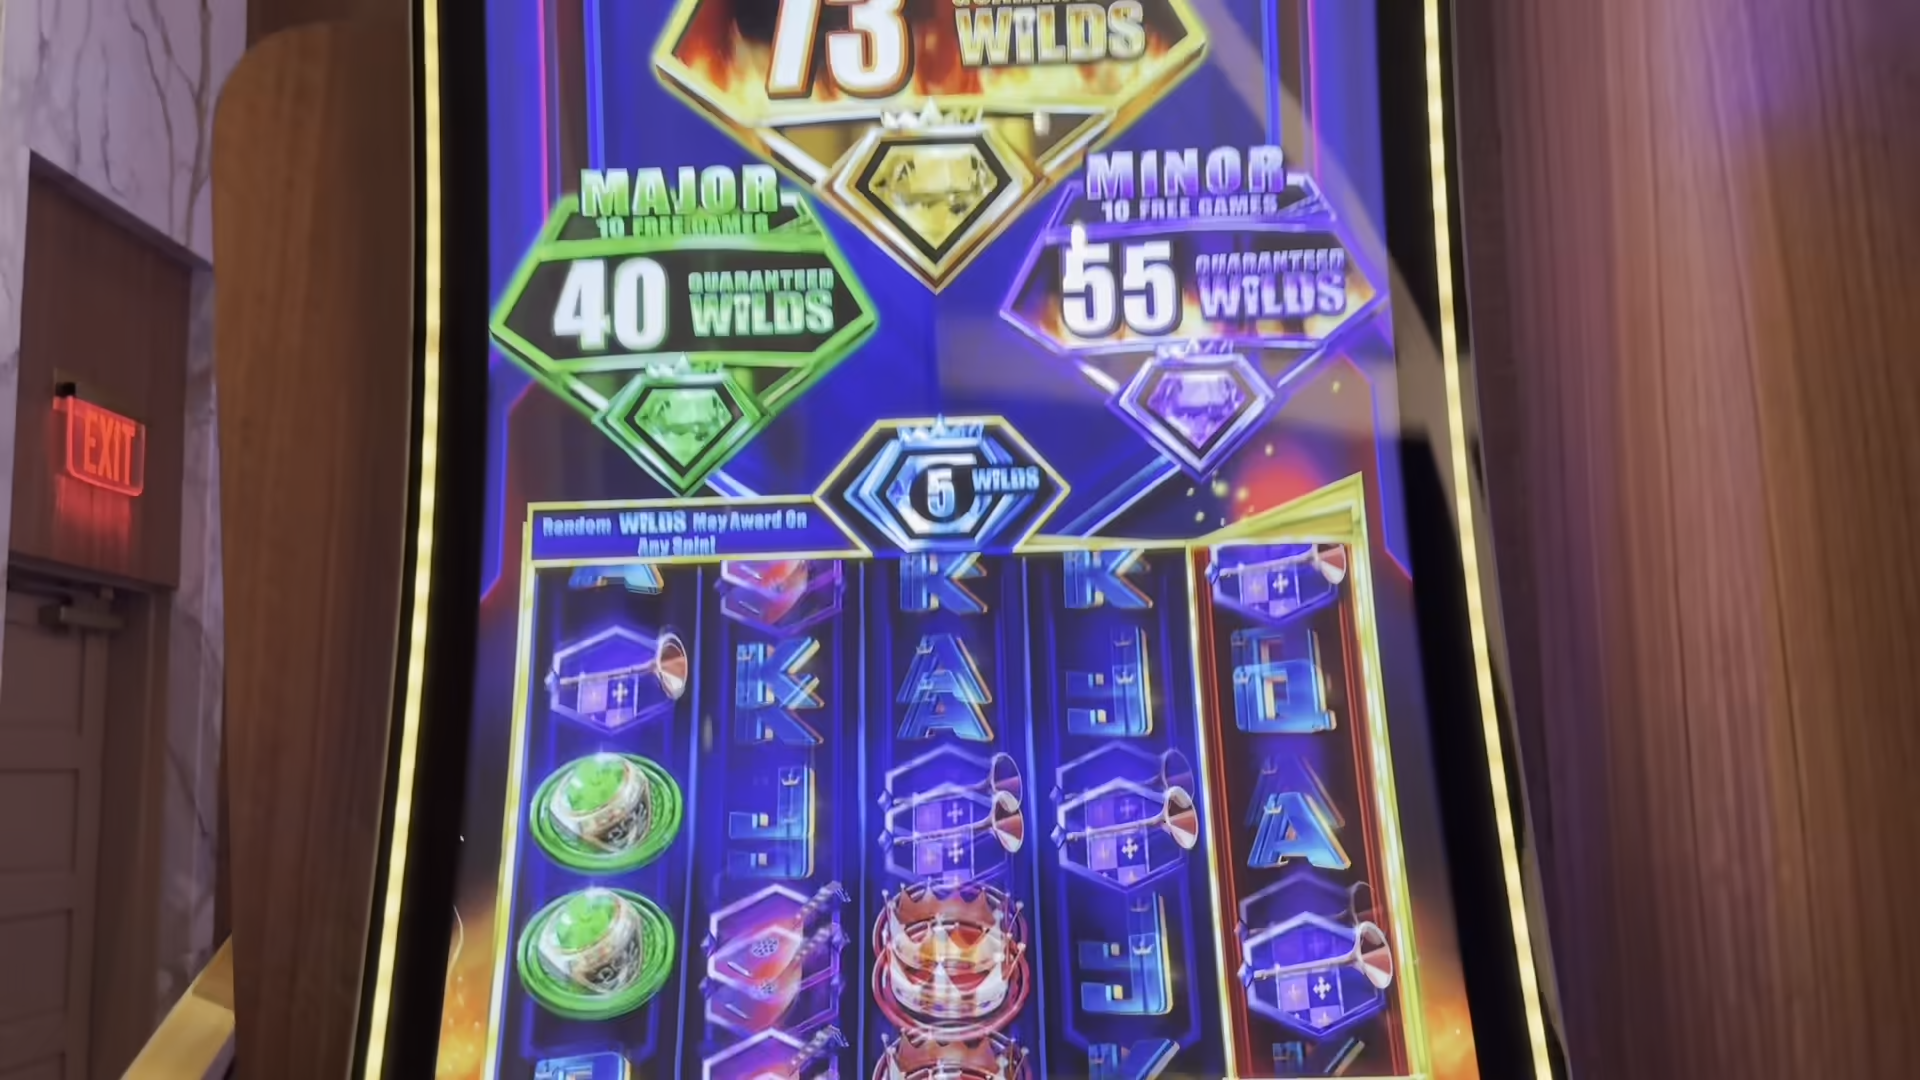 73
WILDS
MAJOR
10 FREE GAMES
40
GUARANTEED
WILDS
MINOR
10 FREE GAMES
55
GUARANTEED
WILDS
EXIT
5 WILDS
Random WILDS May Award On
Any Spin!
A K K
K A J Q
J A
J